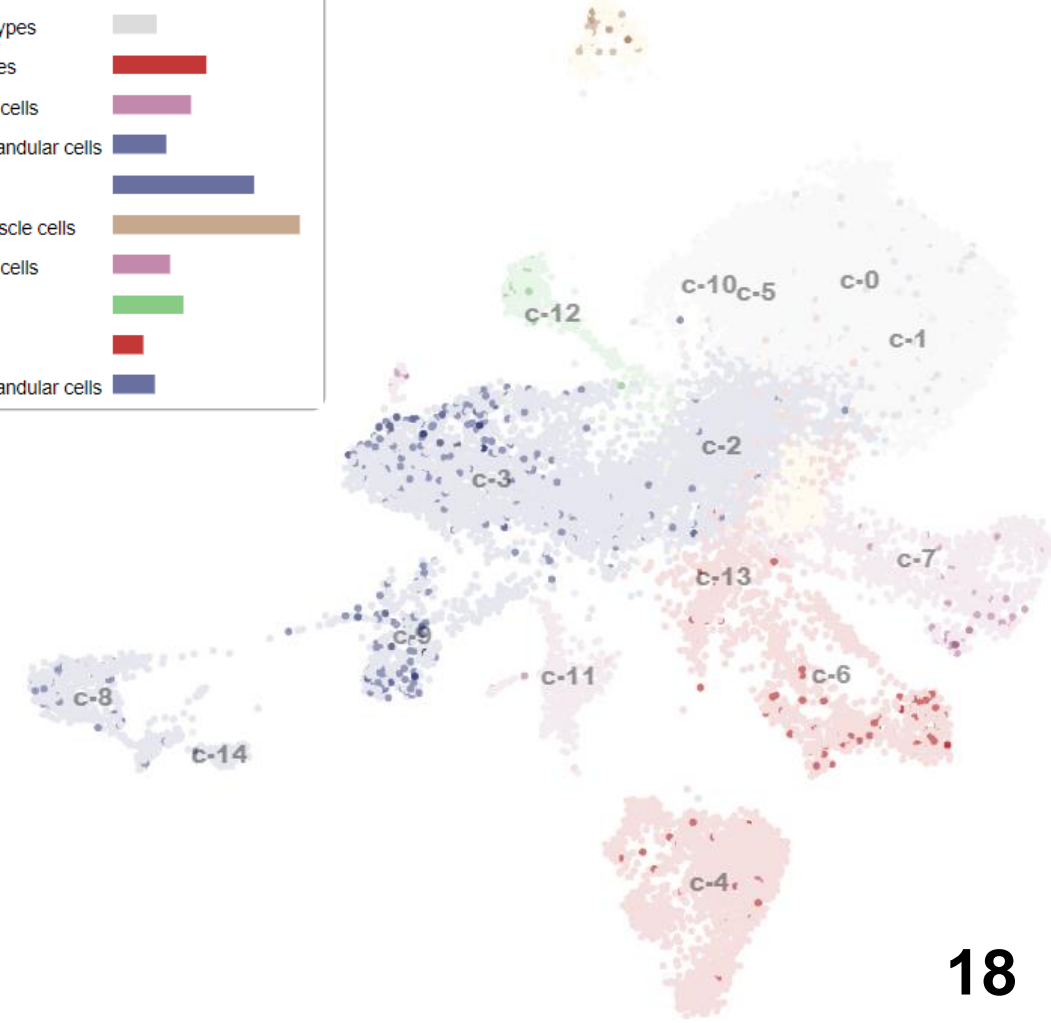 ypes
es
cells
andular cells
scle cells
cells
andular cells
c-10
c-5
c-0
c-12
c-1
c-2
c-3
c-7
c-13
c-9
c-11
c-6
c-8
c-14
c-4
18